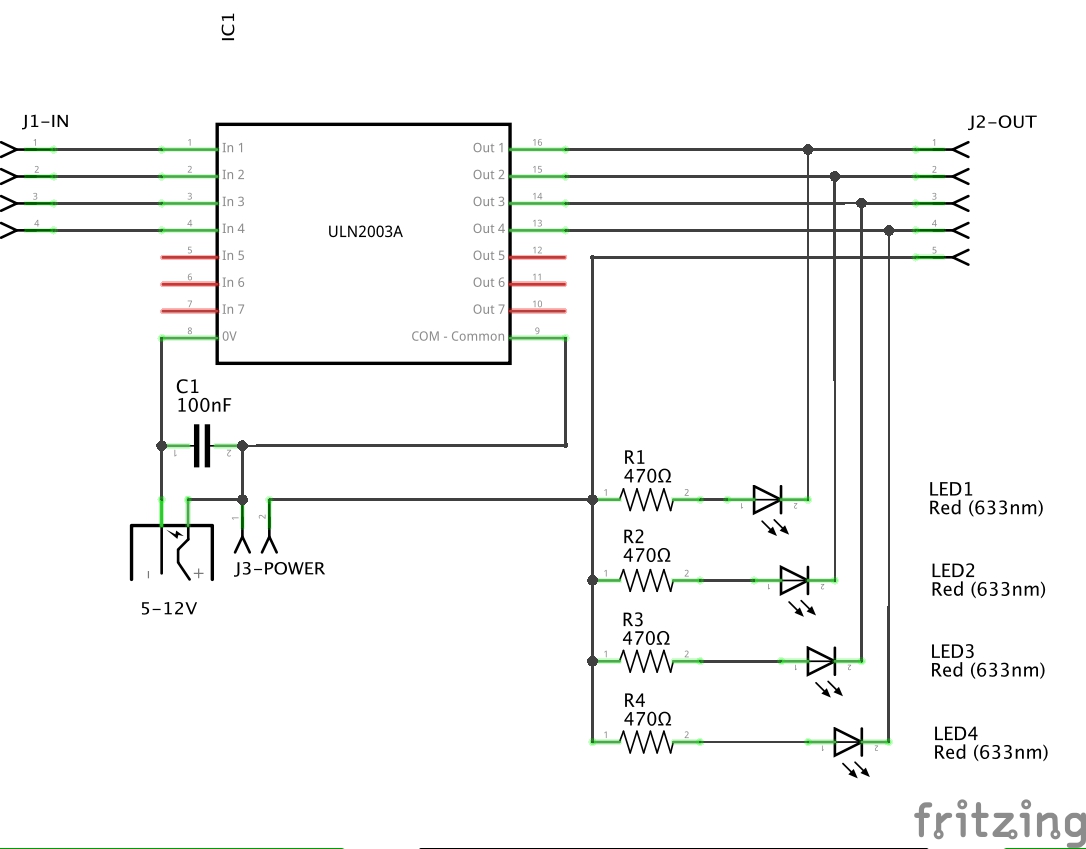 IC1
J1-IN
J2-OUT
1 1 In 1 Out 1 16 1
2 2 In 2 Out 2 15 2
3 3 In 3 Out 3 14 3
4 4 In 4 Out 4 13 4
ULN2003A
5 In 5 Out 5 12 5
6 In 6 Out 6 11
7 In 7 Out 7 10
8 0V COM - Common 9
C1
100nF
1 2
R1
470Ω
1 2 1 2
LED1
Red (633nm)
1 2
- +
J3-POWER
5-12V
R2
470Ω
1 2 1 2
LED2
Red (633nm)
R3
470Ω
1 2 1 2
LED3
Red (633nm)
R4
470Ω
1 2 1 2
LED4
Red (633nm)
fritzing